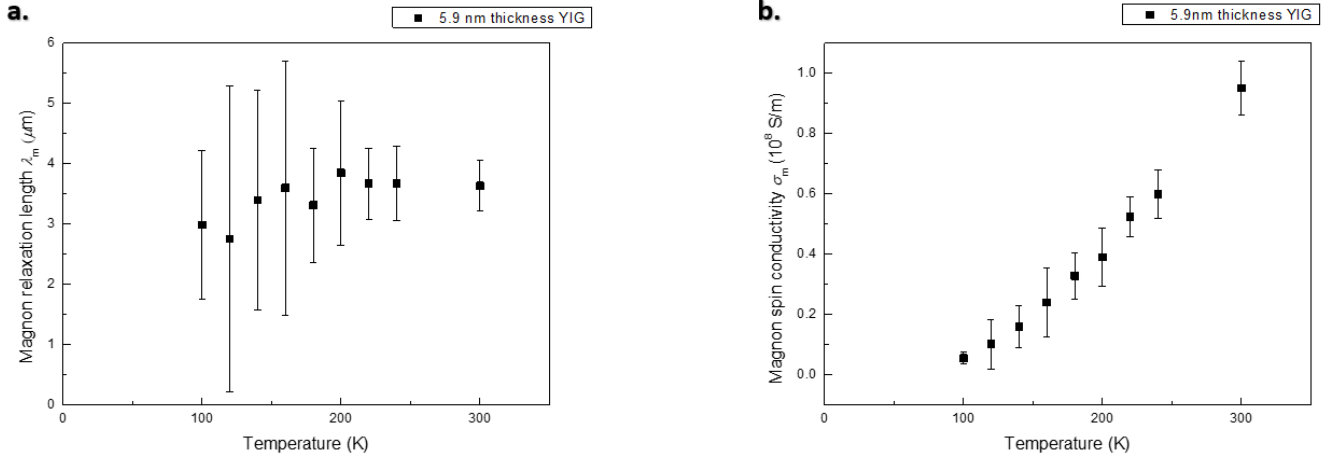 a.
5.9 nm thickness YIG
6
5
4
3
2
1
0
Magnon relaxation length λm (μm)
0
100
200
300
Temperature (K)
b.
5.9nm thickness YIG
1.0
0.8
0.6
0.4
0.2
0.0
Magnon spin conductivity σm (10⁸ S/m)
0
100
200
300
Temperature (K)